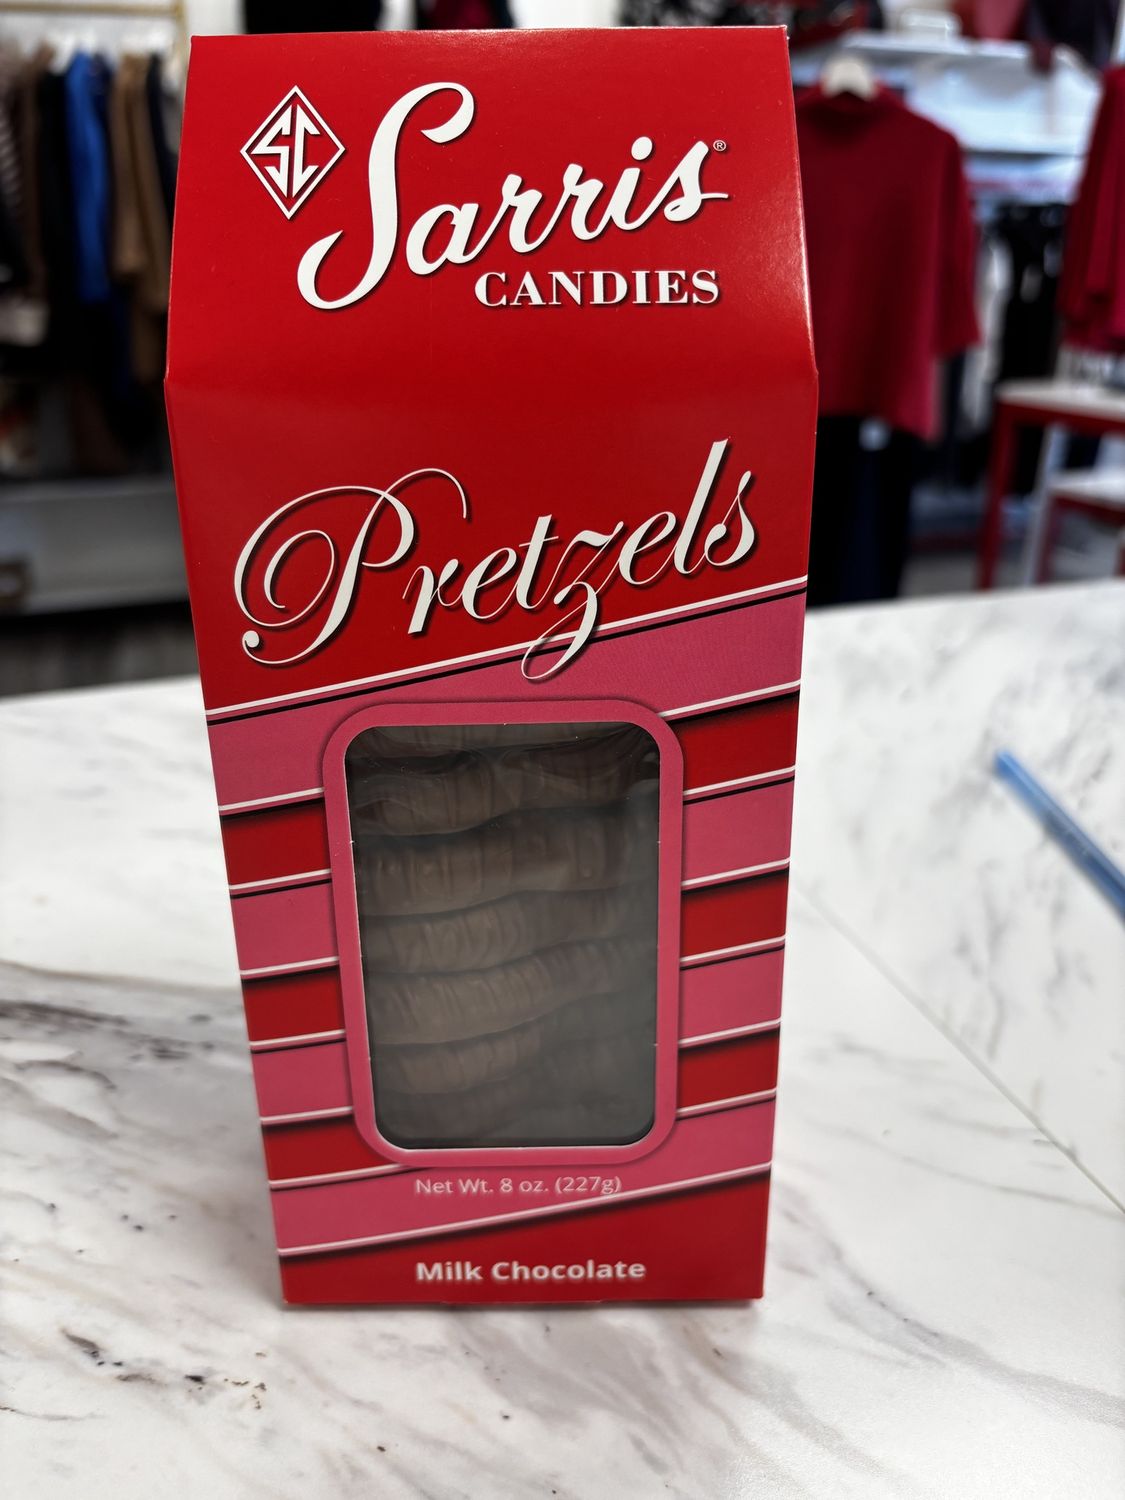 SC
Sarris®
CANDIES
Pretzels
Net Wt. 8 oz. (227g)
Milk Chocolate